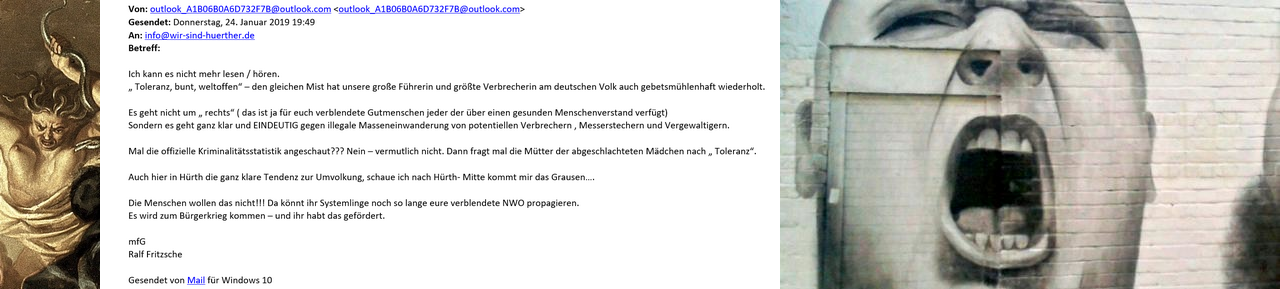 Von: outlook_A1B06B0A6D732F7B@outlook.com <outlook_A1B06B0A6D732F7B@outlook.com>
Gesendet: Donnerstag, 24. Januar 2019 19:49
An: info@wir-sind-huerther.de
Betreff:
Ich kann es nicht mehr lesen / hören.
„ Toleranz, bunt, weltoffen“ – den gleichen Mist hat unsere große Führerin und größte Verbrecherin am deutschen Volk auch gebetsmühlenhaft wiederholt.
Es geht nicht um „ rechts“ ( das ist ja für euch verblendete Gutmenschen jeder der über einen gesunden Menschenverstand verfügt)
Sondern es geht ganz klar und EINDEUTIG gegen illegale Masseneinwanderung von potentiellen Verbrechern , Messerstechern und Vergewaltigern.
Mal die offizielle Kriminalitätsstatistik angeschaut??? Nein – vermutlich nicht. Dann fragt mal die Mütter der abgeschlachteten Mädchen nach „ Toleranz“.
Auch hier in Hürth die ganz klare Tendenz zur Umvolkung, schaue ich nach Hürth- Mitte kommt mir das Grausen….
Die Menschen wollen das nicht!!! Da könnt ihr Systemlinge noch so lange eure verblendete NWO propagieren.
Es wird zum Bürgerkrieg kommen – und ihr habt das gefördert.
mfG
Ralf Fritzsche
Gesendet von Mail für Windows 10